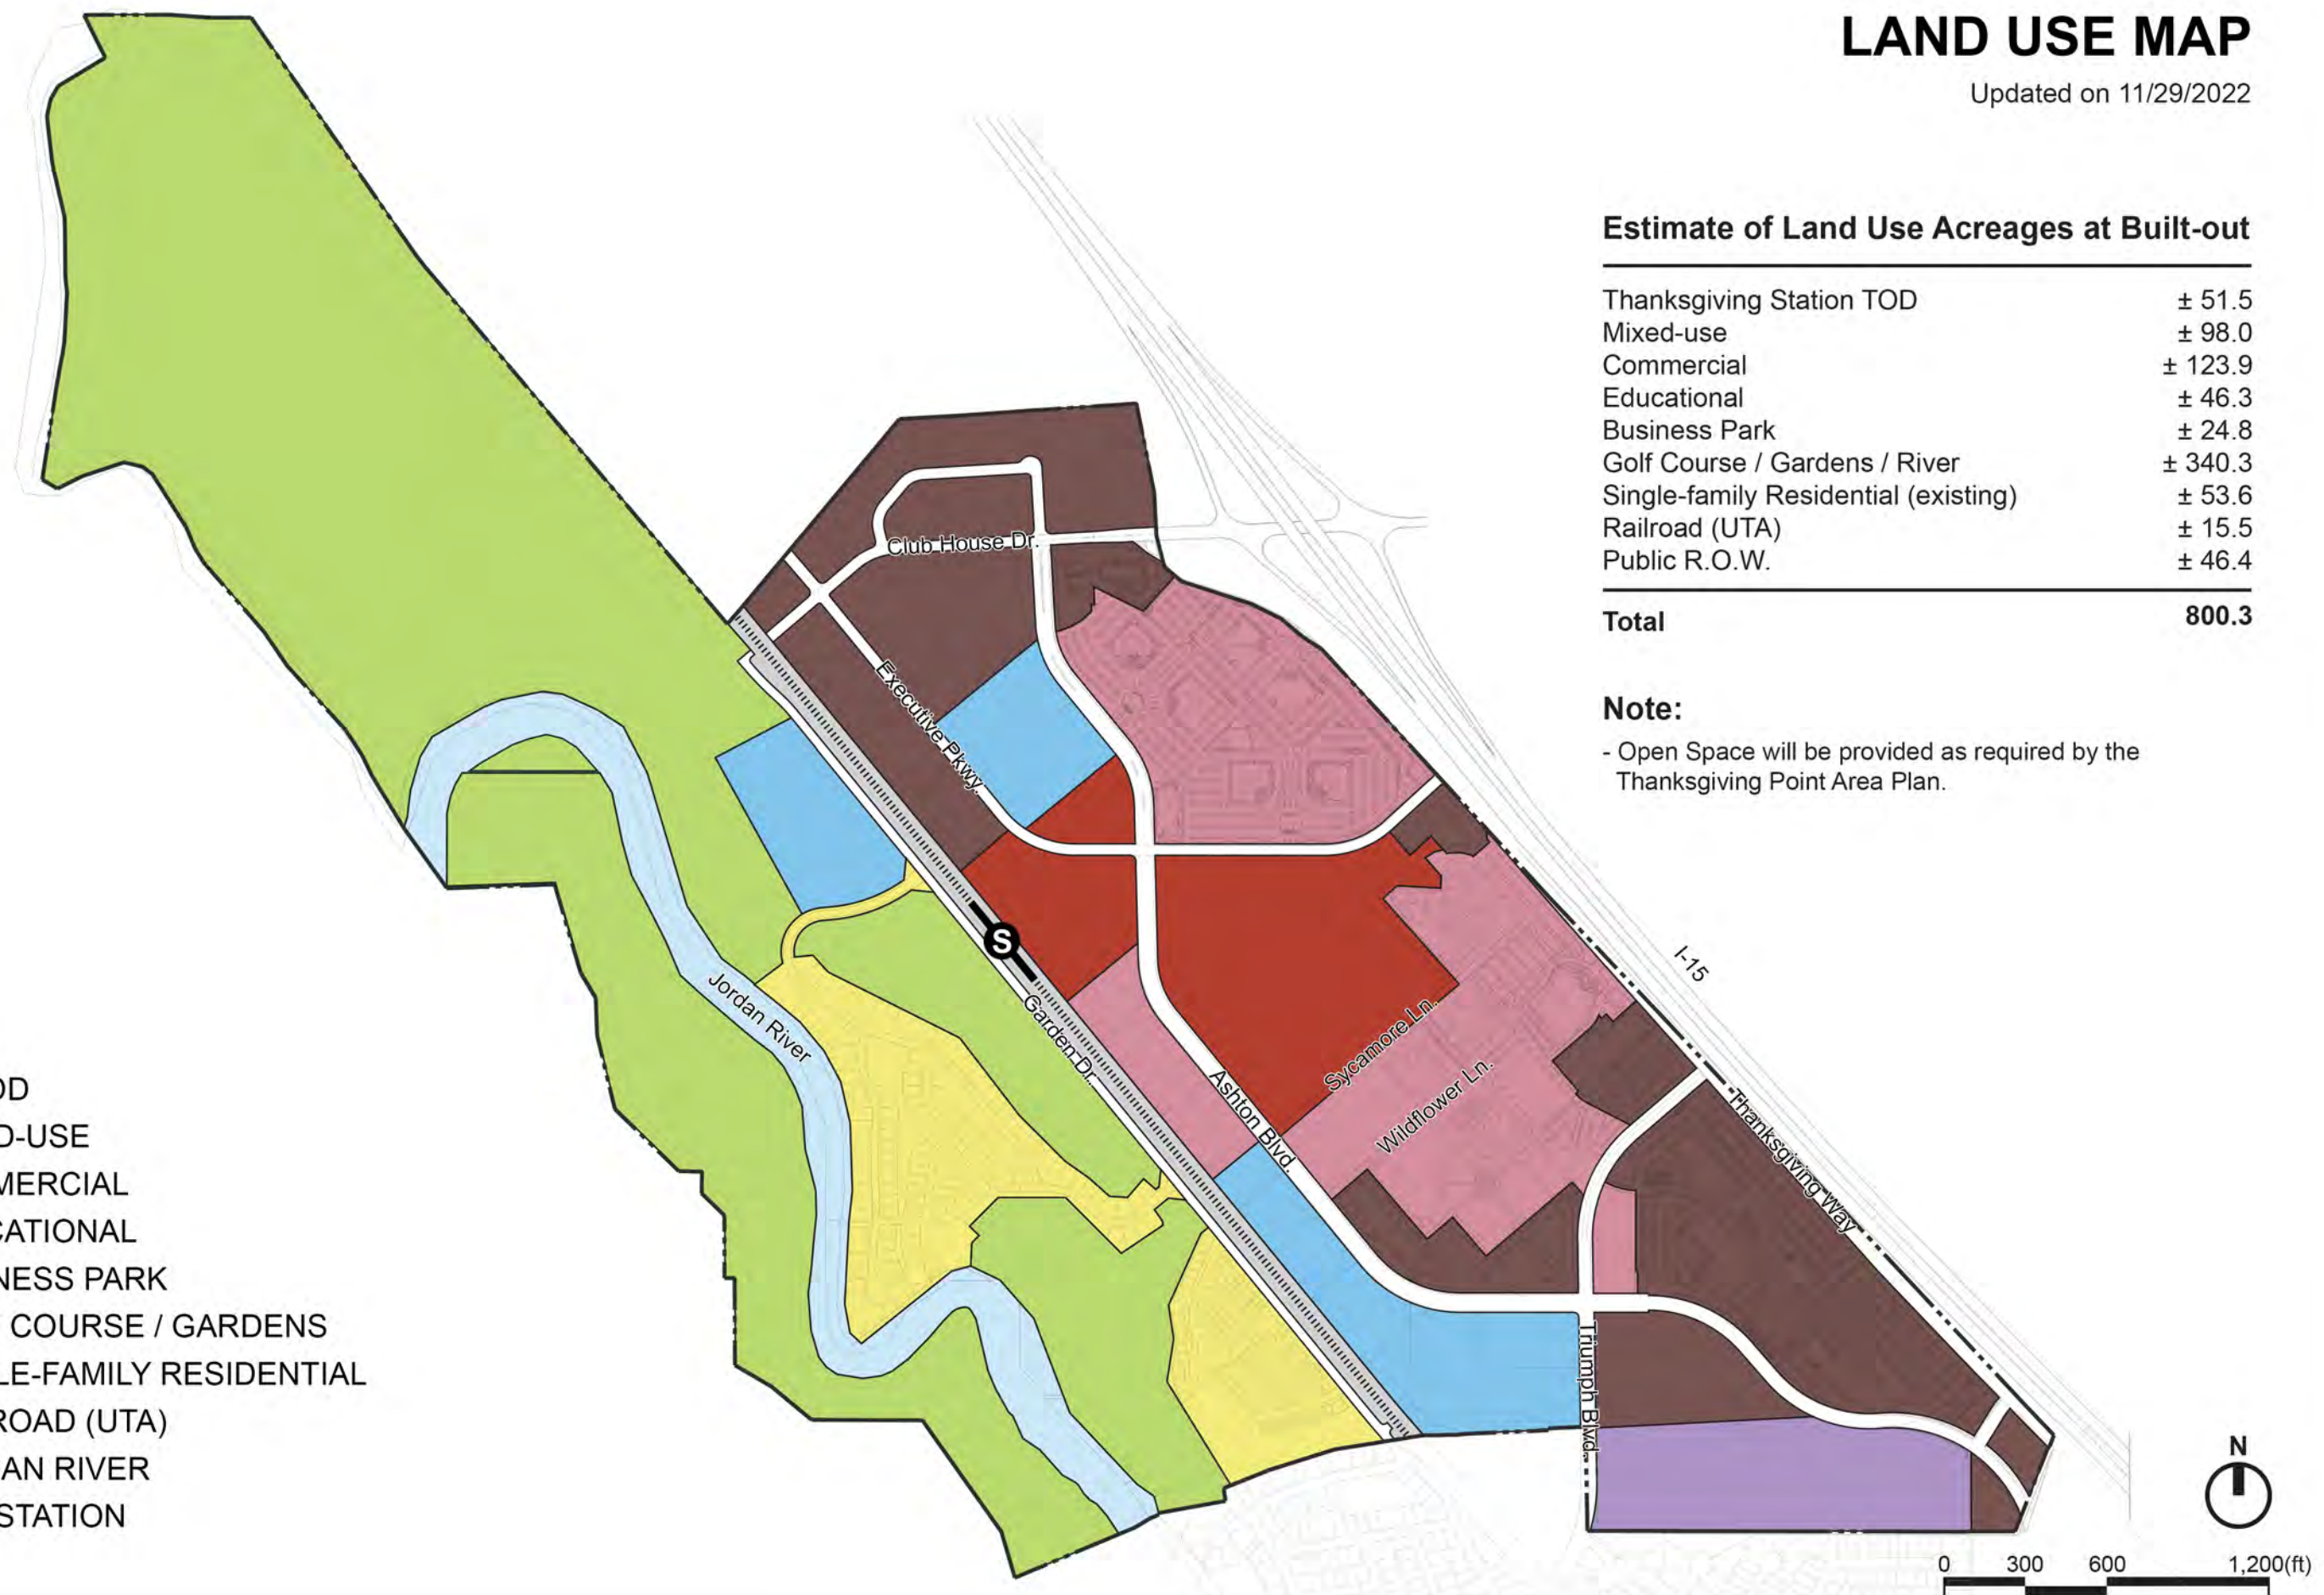 LAND USE MAP
Updated on 11/29/2022
Estimate of Land Use Acreages at Built-out
Thanksgiving Station TOD ± 51.5
Mixed-use ± 98.0
Commercial ± 123.9
Educational ± 46.3
Business Park ± 24.8
Golf Course / Gardens / River ± 340.3
Single-family Residential (existing) ± 53.6
Railroad (UTA) ± 15.5
Public R.O.W. ± 46.4
Total 800.3
Note:
- Open Space will be provided as required by the
Thanksgiving Point Area Plan.
Club House Dr.
Executive Pkwy.
S
Jordan River
Garden Dr.
I-15
Sycamore Ln.
Wildflower Ln.
Ashton Blvd.
Thanksgiving Way
Triumph Blvd.
OD
D-USE
MERCIAL
CATIONAL
NESS PARK
COURSE / GARDENS
LE-FAMILY RESIDENTIAL
ROAD (UTA)
AN RIVER
STATION
N
0 300 600 1,200(ft)